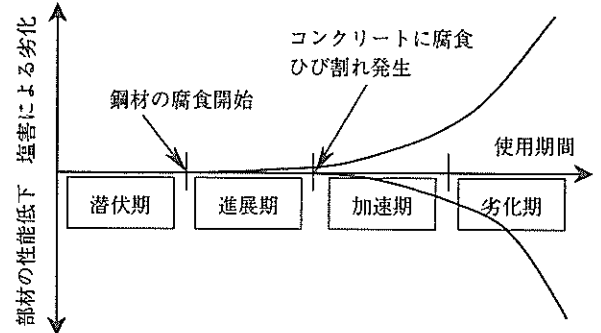 塩害による劣化
部材の性能低下
鋼材の腐食開始
コンクリートに腐食
ひび割れ発生
使用期間
潜伏期
進展期
加速期
劣化期